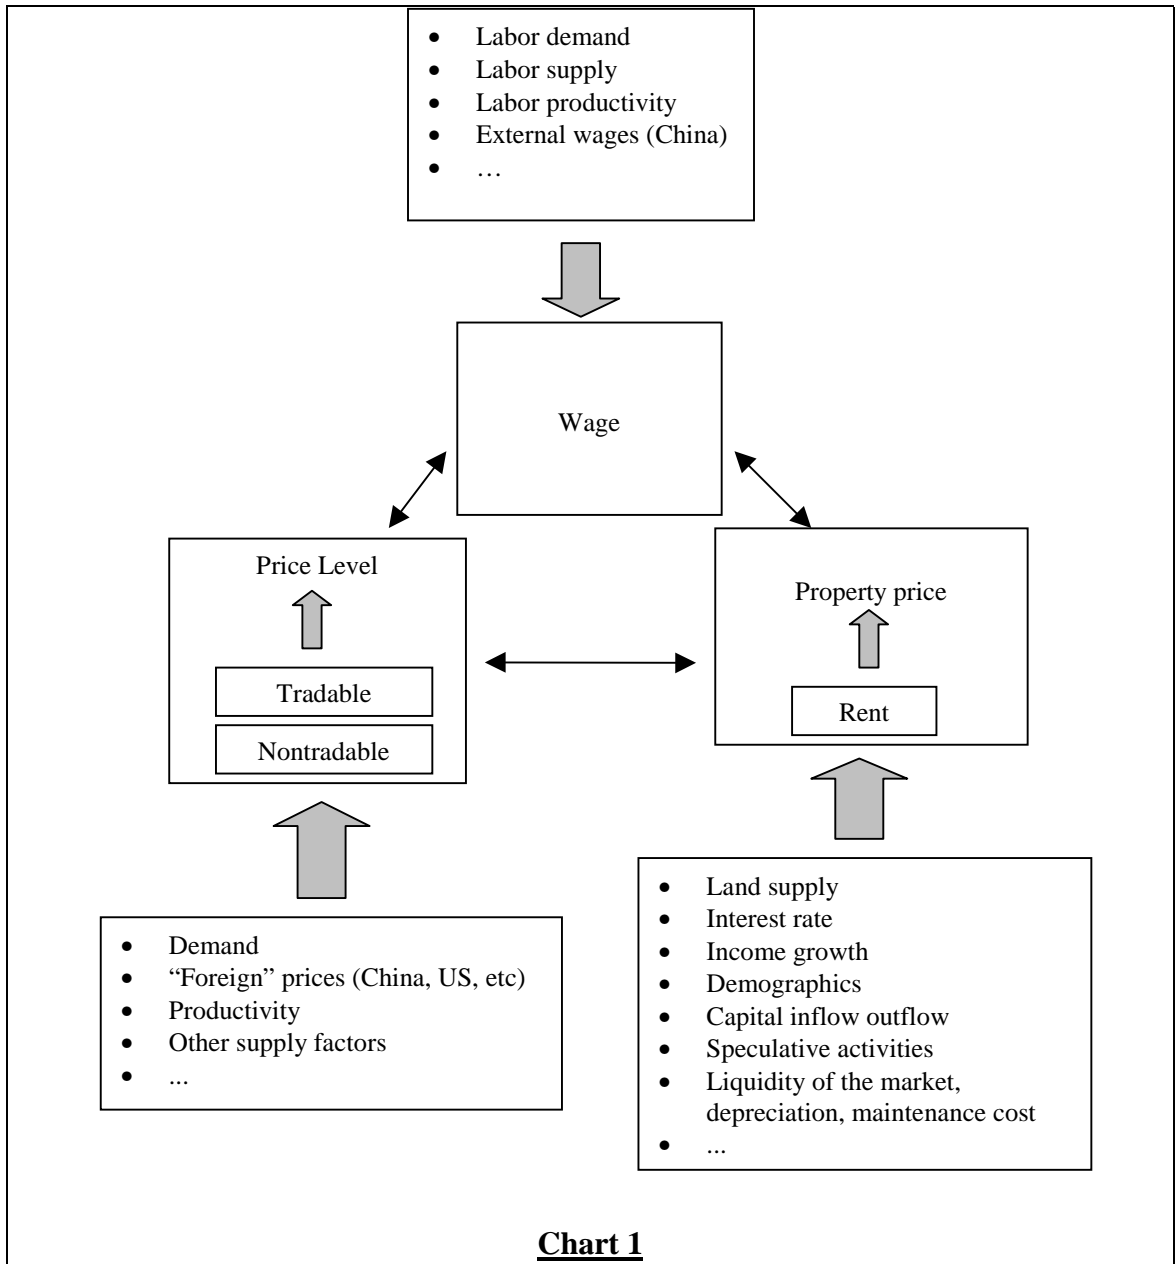 • Labor demand
• Labor supply
• Labor productivity
• External wages (China)
• …
Wage
Price Level
Tradable
Nontradable
Property price
Rent
• Demand
• “Foreign” prices (China, US, etc)
• Productivity
• Other supply factors
• ...
• Land supply
• Interest rate
• Income growth
• Demographics
• Capital inflow outflow
• Speculative activities
• Liquidity of the market,
depreciation, maintenance cost
• ...
Chart 1